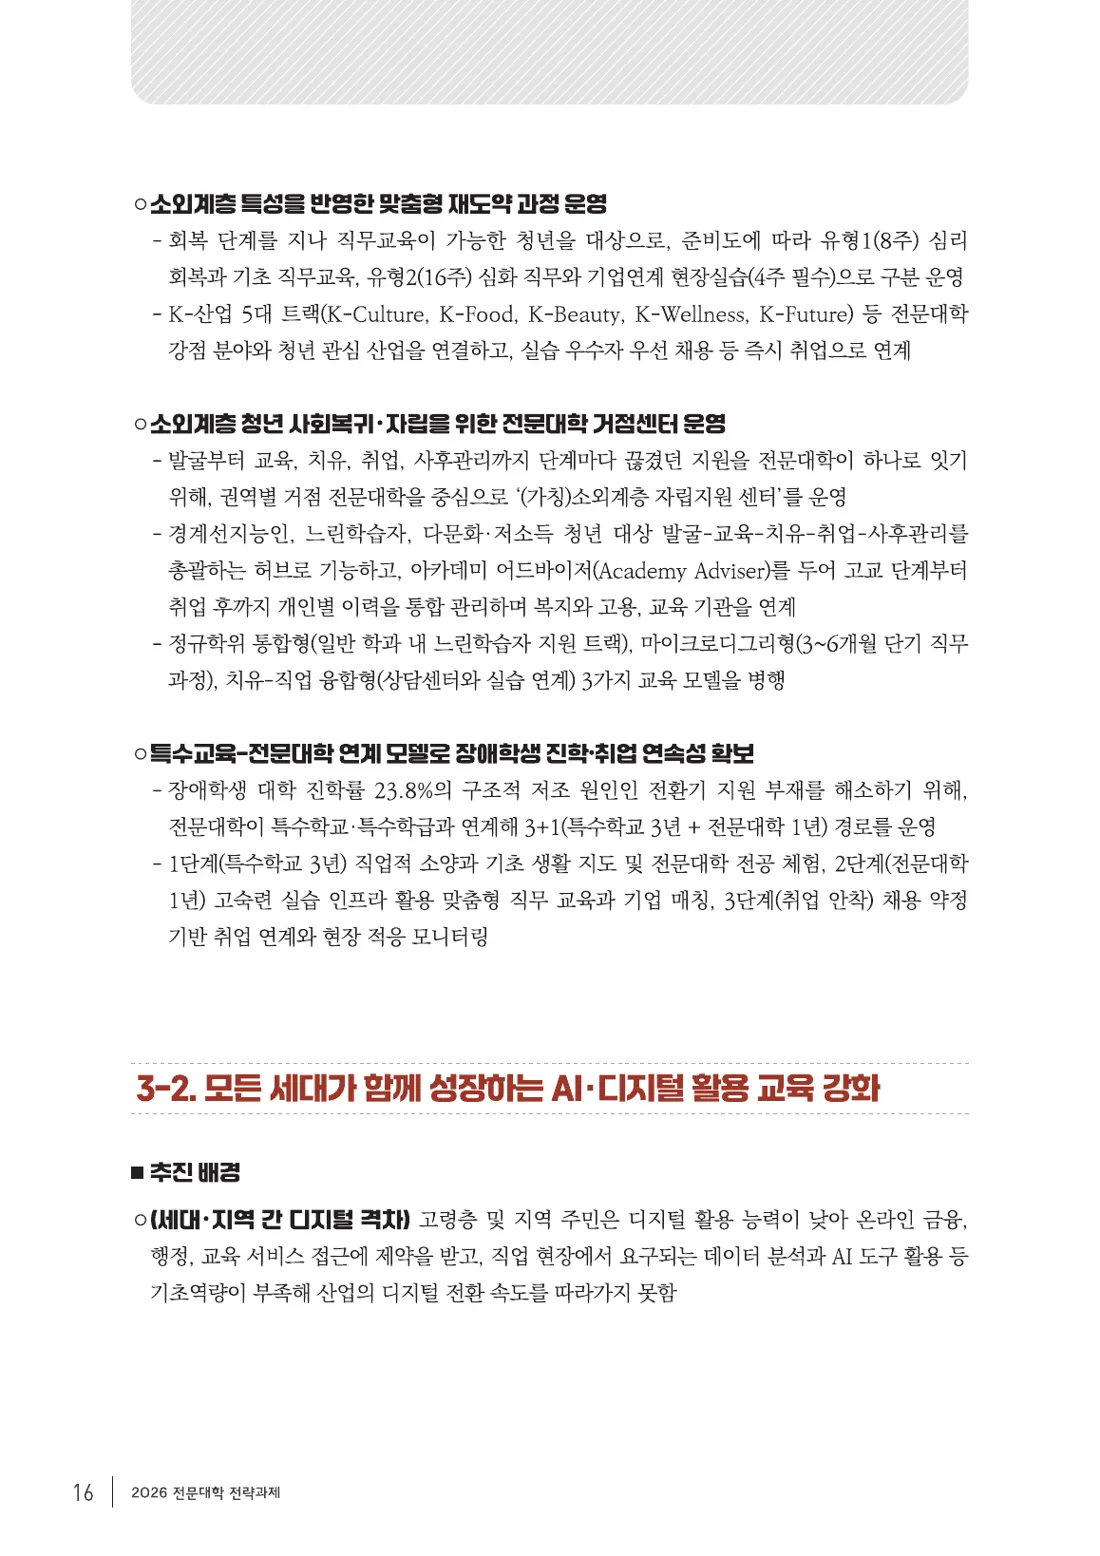 ○ 소외계층 특성을 반영한 맞춤형 재도약 과정 운영
- 회복 단계를 지나 직무교육이 가능한 청년을 대상으로, 준비도에 따라 유형1(8주) 심리
회복과 기초 직무교육, 유형2(16주) 심화 직무와 기업연계 현장실습(4주 필수)으로 구분 운영
- K-산업 5대 트랙(K-Culture, K-Food, K-Beauty, K-Wellness, K-Future) 등 전문대학
강점 분야와 청년 관심 산업을 연결하고, 실습 우수자 우선 채용 등 즉시 취업으로 연계
○ 소외계층 청년 사회복귀·자립을 위한 전문대학 거점센터 운영
- 발굴부터 교육, 치유, 취업, 사후관리까지 단계마다 끊겼던 지원을 전문대학이 하나로 잇기
위해, 권역별 거점 전문대학을 중심으로 ‘(가칭)소외계층 자립지원 센터’를 운영
- 경계선지능인, 느린학습자, 다문화·저소득 청년 대상 발굴-교육-치유-취업-사후관리를
총괄하는 허브로 기능하고, 아카데미 어드바이저(Academy Adviser)를 두어 고교 단계부터
취업 후까지 개인별 이력을 통합 관리하며 복지와 고용, 교육 기관을 연계
- 정규학위 통합형(일반 학과 내 느린학습자 지원 트랙), 마이크로디그리형(3~6개월 단기 직무
과정), 치유-직업 융합형(상담센터와 실습 연계) 3가지 교육 모델을 병행
○ 특수교육-전문대학 연계 모델로 장애학생 진학·취업 연속성 확보
- 장애학생 대학 진학률 23.8%의 구조적 저조 원인인 전환기 지원 부재를 해소하기 위해,
전문대학이 특수학교·특수학급과 연계해 3+1(특수학교 3년 + 전문대학 1년) 경로를 운영
- 1단계(특수학교 3년) 직업적 소양과 기초 생활 지도 및 전문대학 전공 체험, 2단계(전문대학
1년) 고숙련 실습 인프라 활용 맞춤형 직무 교육과 기업 매칭, 3단계(취업 안착) 채용 약정
기반 취업 연계와 현장 적응 모니터링
3-2. 모든 세대가 함께 성장하는 AI·디지털 활용 교육 강화
■ 추진 배경
○ (세대·지역 간 디지털 격차) 고령층 및 지역 주민은 디지털 활용 능력이 낮아 온라인 금융,
행정, 교육 서비스 접근에 제약을 받고, 직업 현장에서 요구되는 데이터 분석과 AI 도구 활용 등
기초역량이 부족해 산업의 디지털 전환 속도를 따라가지 못함
16 2026 전문대학 전략과제